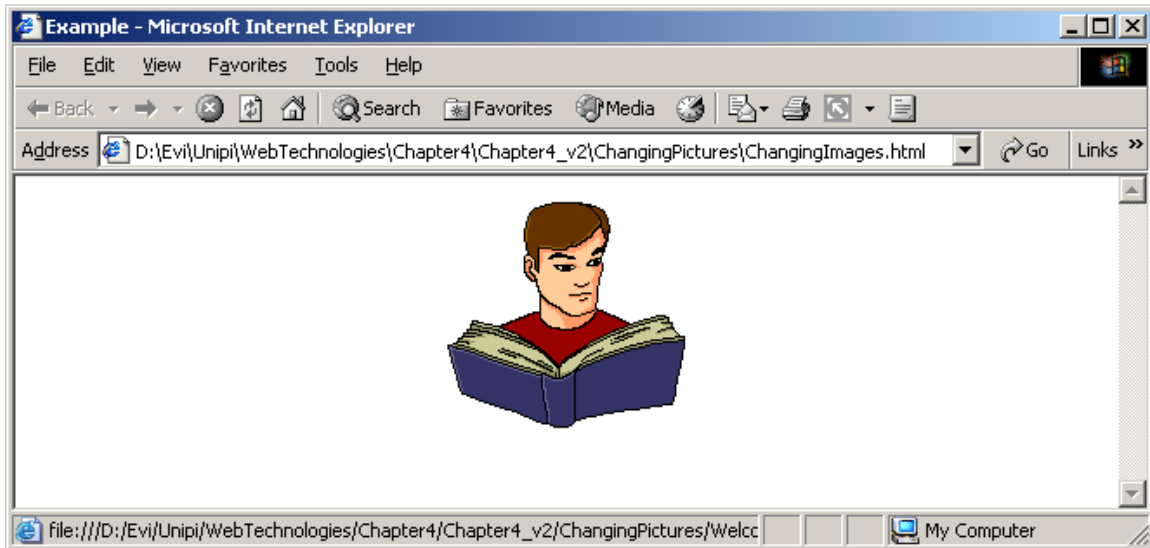 Example - Microsoft Internet Explorer
File Edit View Favorites Tools Help
Back Search Favorites Media
Address D:\Evi\Unipi\WebTechnologies\Chapter4\Chapter4_v2\ChangingPictures\ChangingImages.html Go Links »
file:///D:/Evi/Unipi/WebTechnologies/Chapter4/Chapter4_v2/ChangingPictures/Welcc My Computer